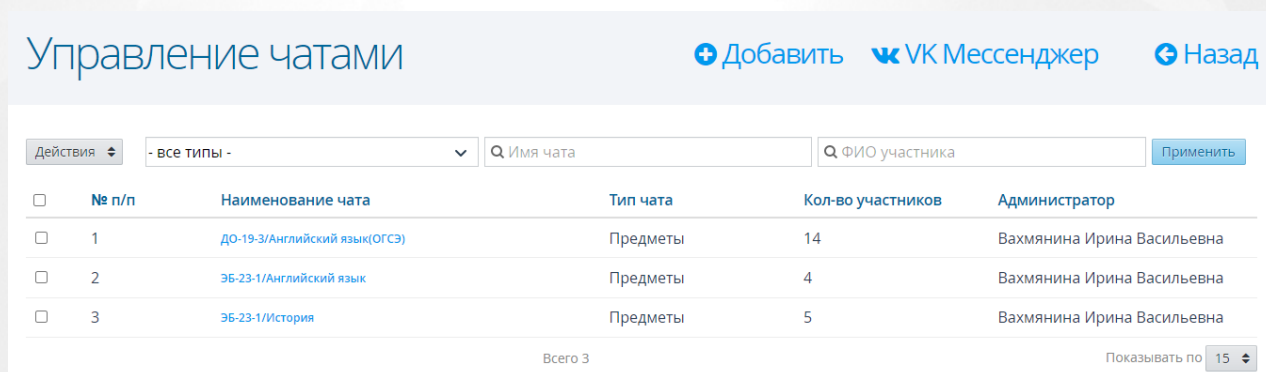 Управление чатами Добавить VK Мессенджер Назад
Действия - все типы - Имя чата ФИО участника Применить
№ п/п Наименование чата Тип чата Кол-во участников Администратор
1 ДО-19-3/Английский язык(ОГСЭ) Предметы 14 Вахмянина Ирина Васильевна
2 ЭБ-23-1/Английский язык Предметы 4 Вахмянина Ирина Васильевна
3 ЭБ-23-1/История Предметы 5 Вахмянина Ирина Васильевна
Всего 3 Показывать по 15